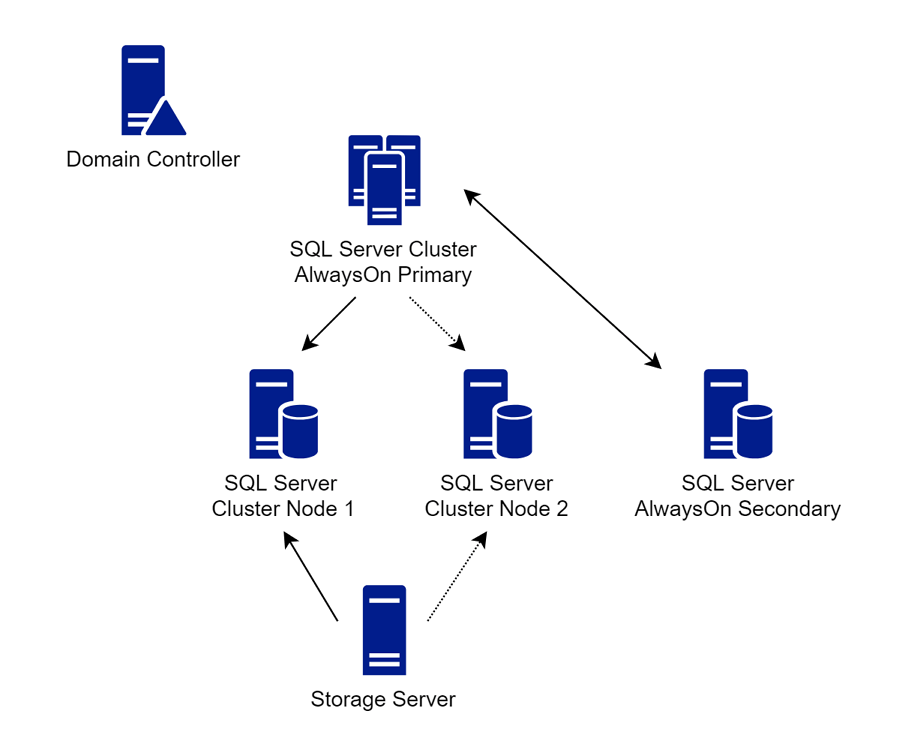 Domain Controller
SQL Server Cluster
AlwaysOn Primary
SQL Server
Cluster Node 1
SQL Server
Cluster Node 2
SQL Server
AlwaysOn Secondary
Storage Server